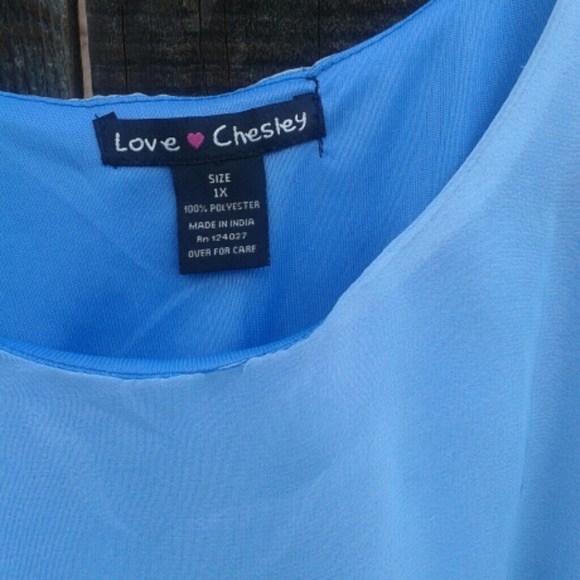 Love ♥ Chesley
SIZE
1X
100% POLYESTER
MADE IN INDIA
Rn 124027
OVER FOR CARE